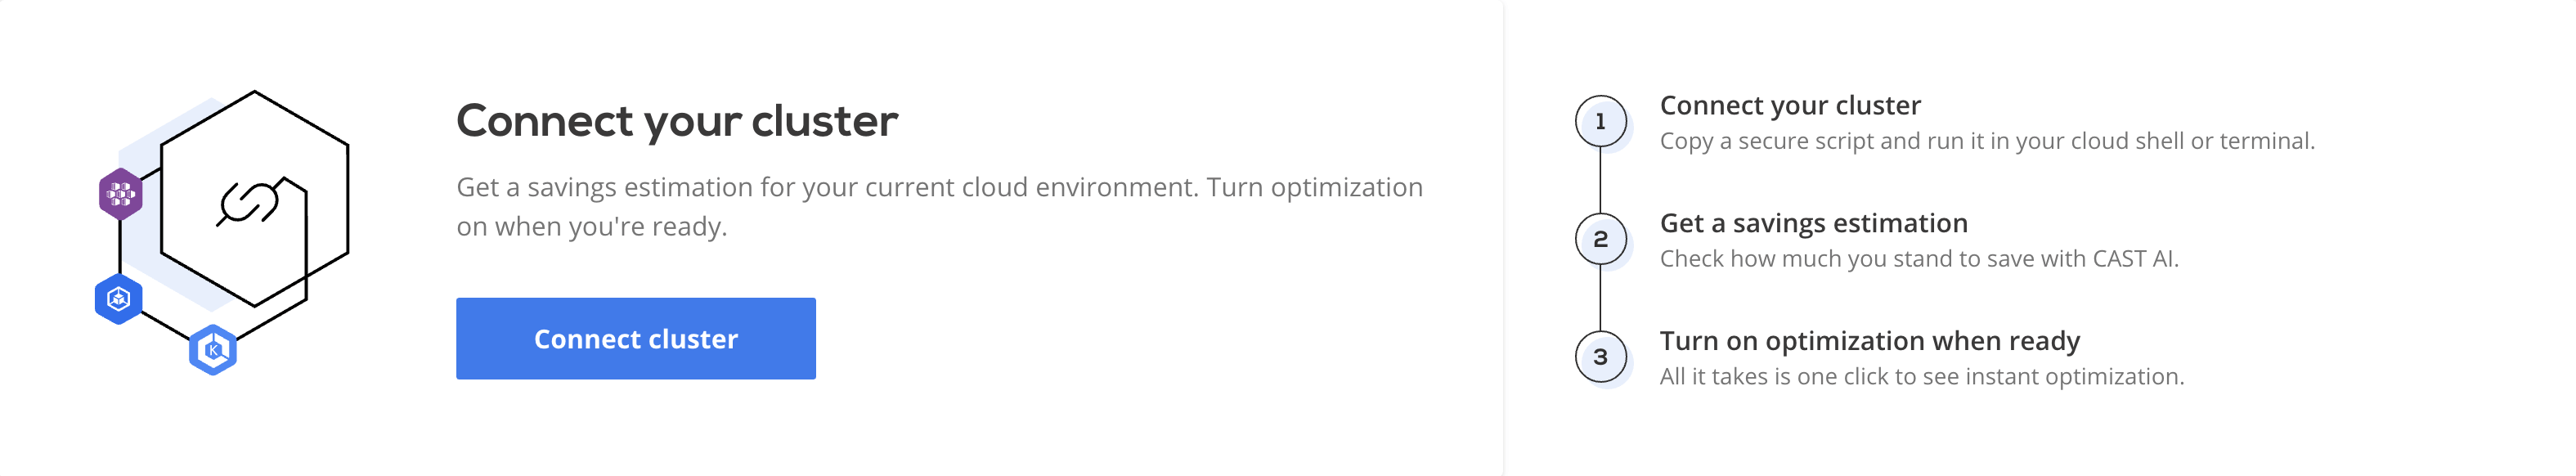 Connect your cluster
Get a savings estimation for your current cloud environment. Turn optimization
on when you're ready.
Connect cluster
K
1
Connect your cluster
Copy a secure script and run it in your cloud shell or terminal.
2
Get a savings estimation
Check how much you stand to save with CAST AI.
3
Turn on optimization when ready
All it takes is one click to see instant optimization.